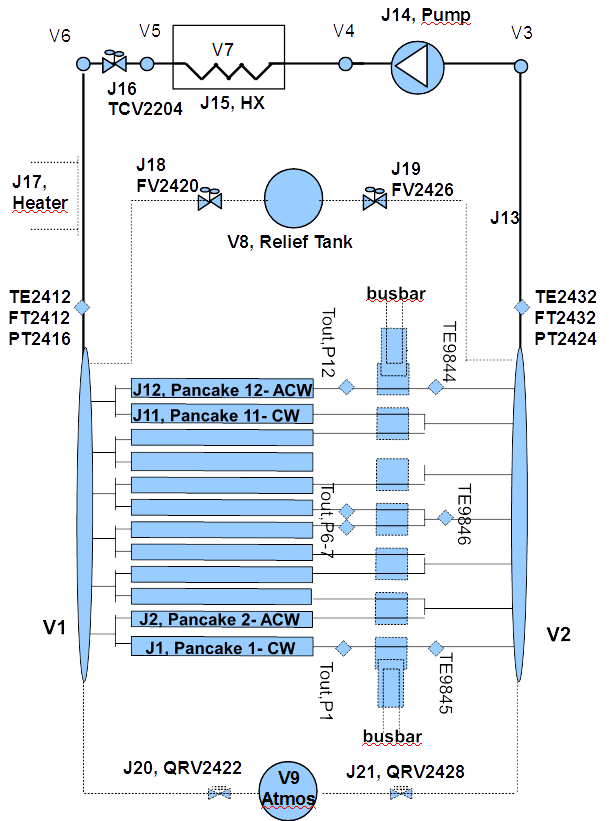 J14, Pump
V6
V5
V4
V3
V7
J16
TCV2204
J15, HX
J17,
Heater
J18
FV2420
J19
FV2426
J13
V8, Relief Tank
busbar
TE2412
FT2412
PT2416
TE2432
FT2432
PT2424
Tout,P12
TE9844
J12, Pancake 12- ACW
J11, Pancake 11- CW
Tout,P6-7
TE9846
J2, Pancake 2- ACW
J1, Pancake 1- CW
V1
V2
Tout,P1
TE9845
busbar
J20, QRV2422
V9
Atmos
J21, QRV2428